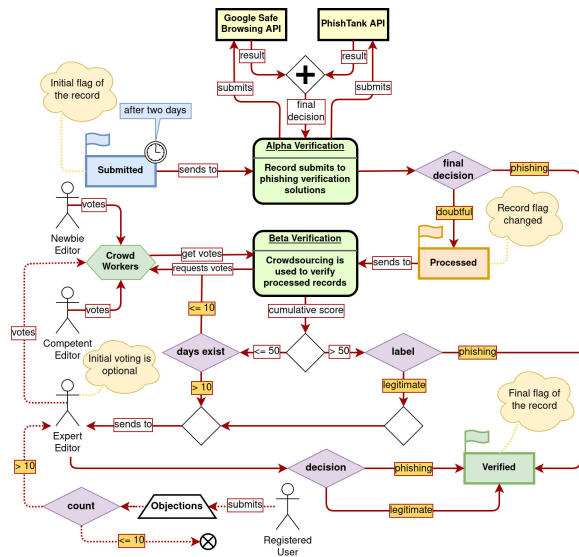 Google Safe
Browsing API
PhishTank API
result
result
submits
submits
final
decision
Initial flag of
the record
after two days
Submitted
sends to
Alpha Verification
Record submits to
phishing verification
solutions
final
decision
phishing
doubtful
Record flag
changed
votes
Newbie
Editor
Crowd
Workers
get votes
requests votes
Beta Verification
Crowdsourcing is
used to verify
processed records
sends to
Processed
votes
votes
Competent
Editor
<= 10
cumulative score
days exist
<= 50
> 50
label
phishing
Initial voting is
optional
> 10
legitimate
Final flag of
the record
Expert
Editor
sends to
> 10
decision
phishing
Verified
legitimate
count
Objections
submits
Registered
User
<= 10